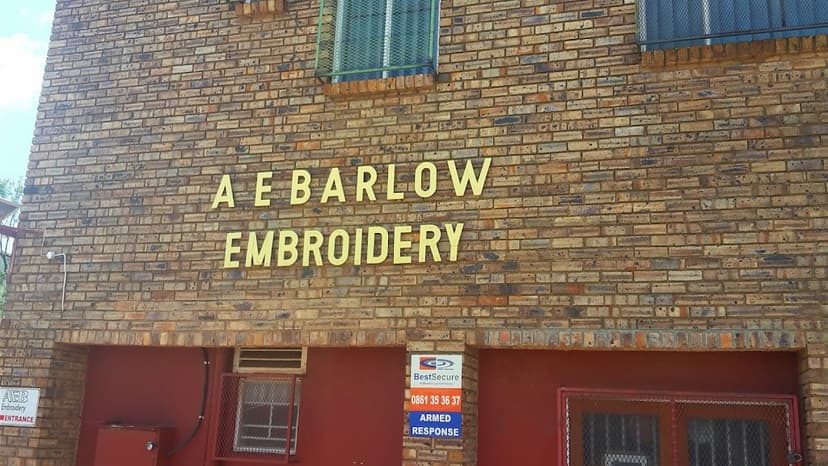 A E BARLOW
EMBROIDERY
BestSecure
0861 35 36 37
ARMED
RESPONSE
AEB
Embroidery
ENTRANCE